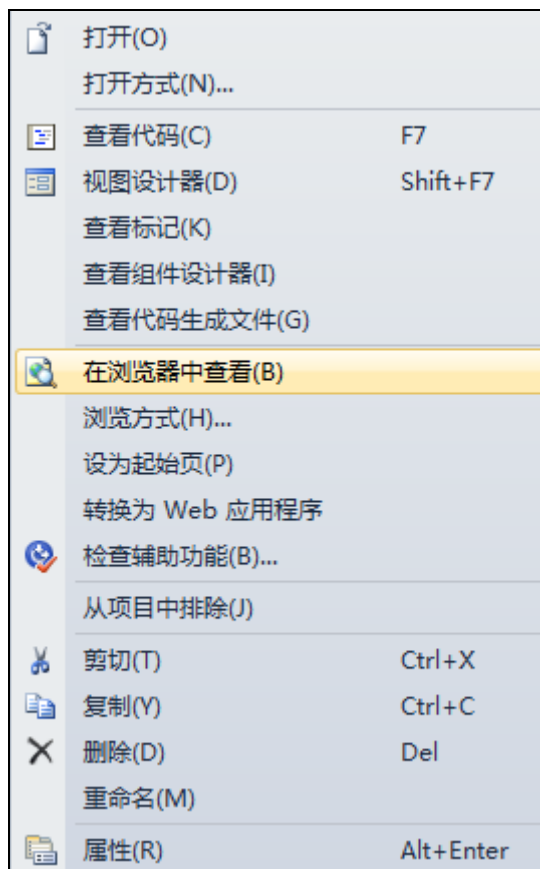 打开(O)
打开方式(N)...
查看代码(C) F7
视图设计器(D) Shift+F7
查看标记(K)
查看组件设计器(I)
查看代码生成文件(G)
在浏览器中查看(B)
浏览方式(H)...
设为起始页(P)
转换为 Web 应用程序
检查辅助功能(B)...
从项目中排除(J)
剪切(T) Ctrl+X
复制(Y) Ctrl+C
删除(D) Del
重命名(M)
属性(R) Alt+Enter